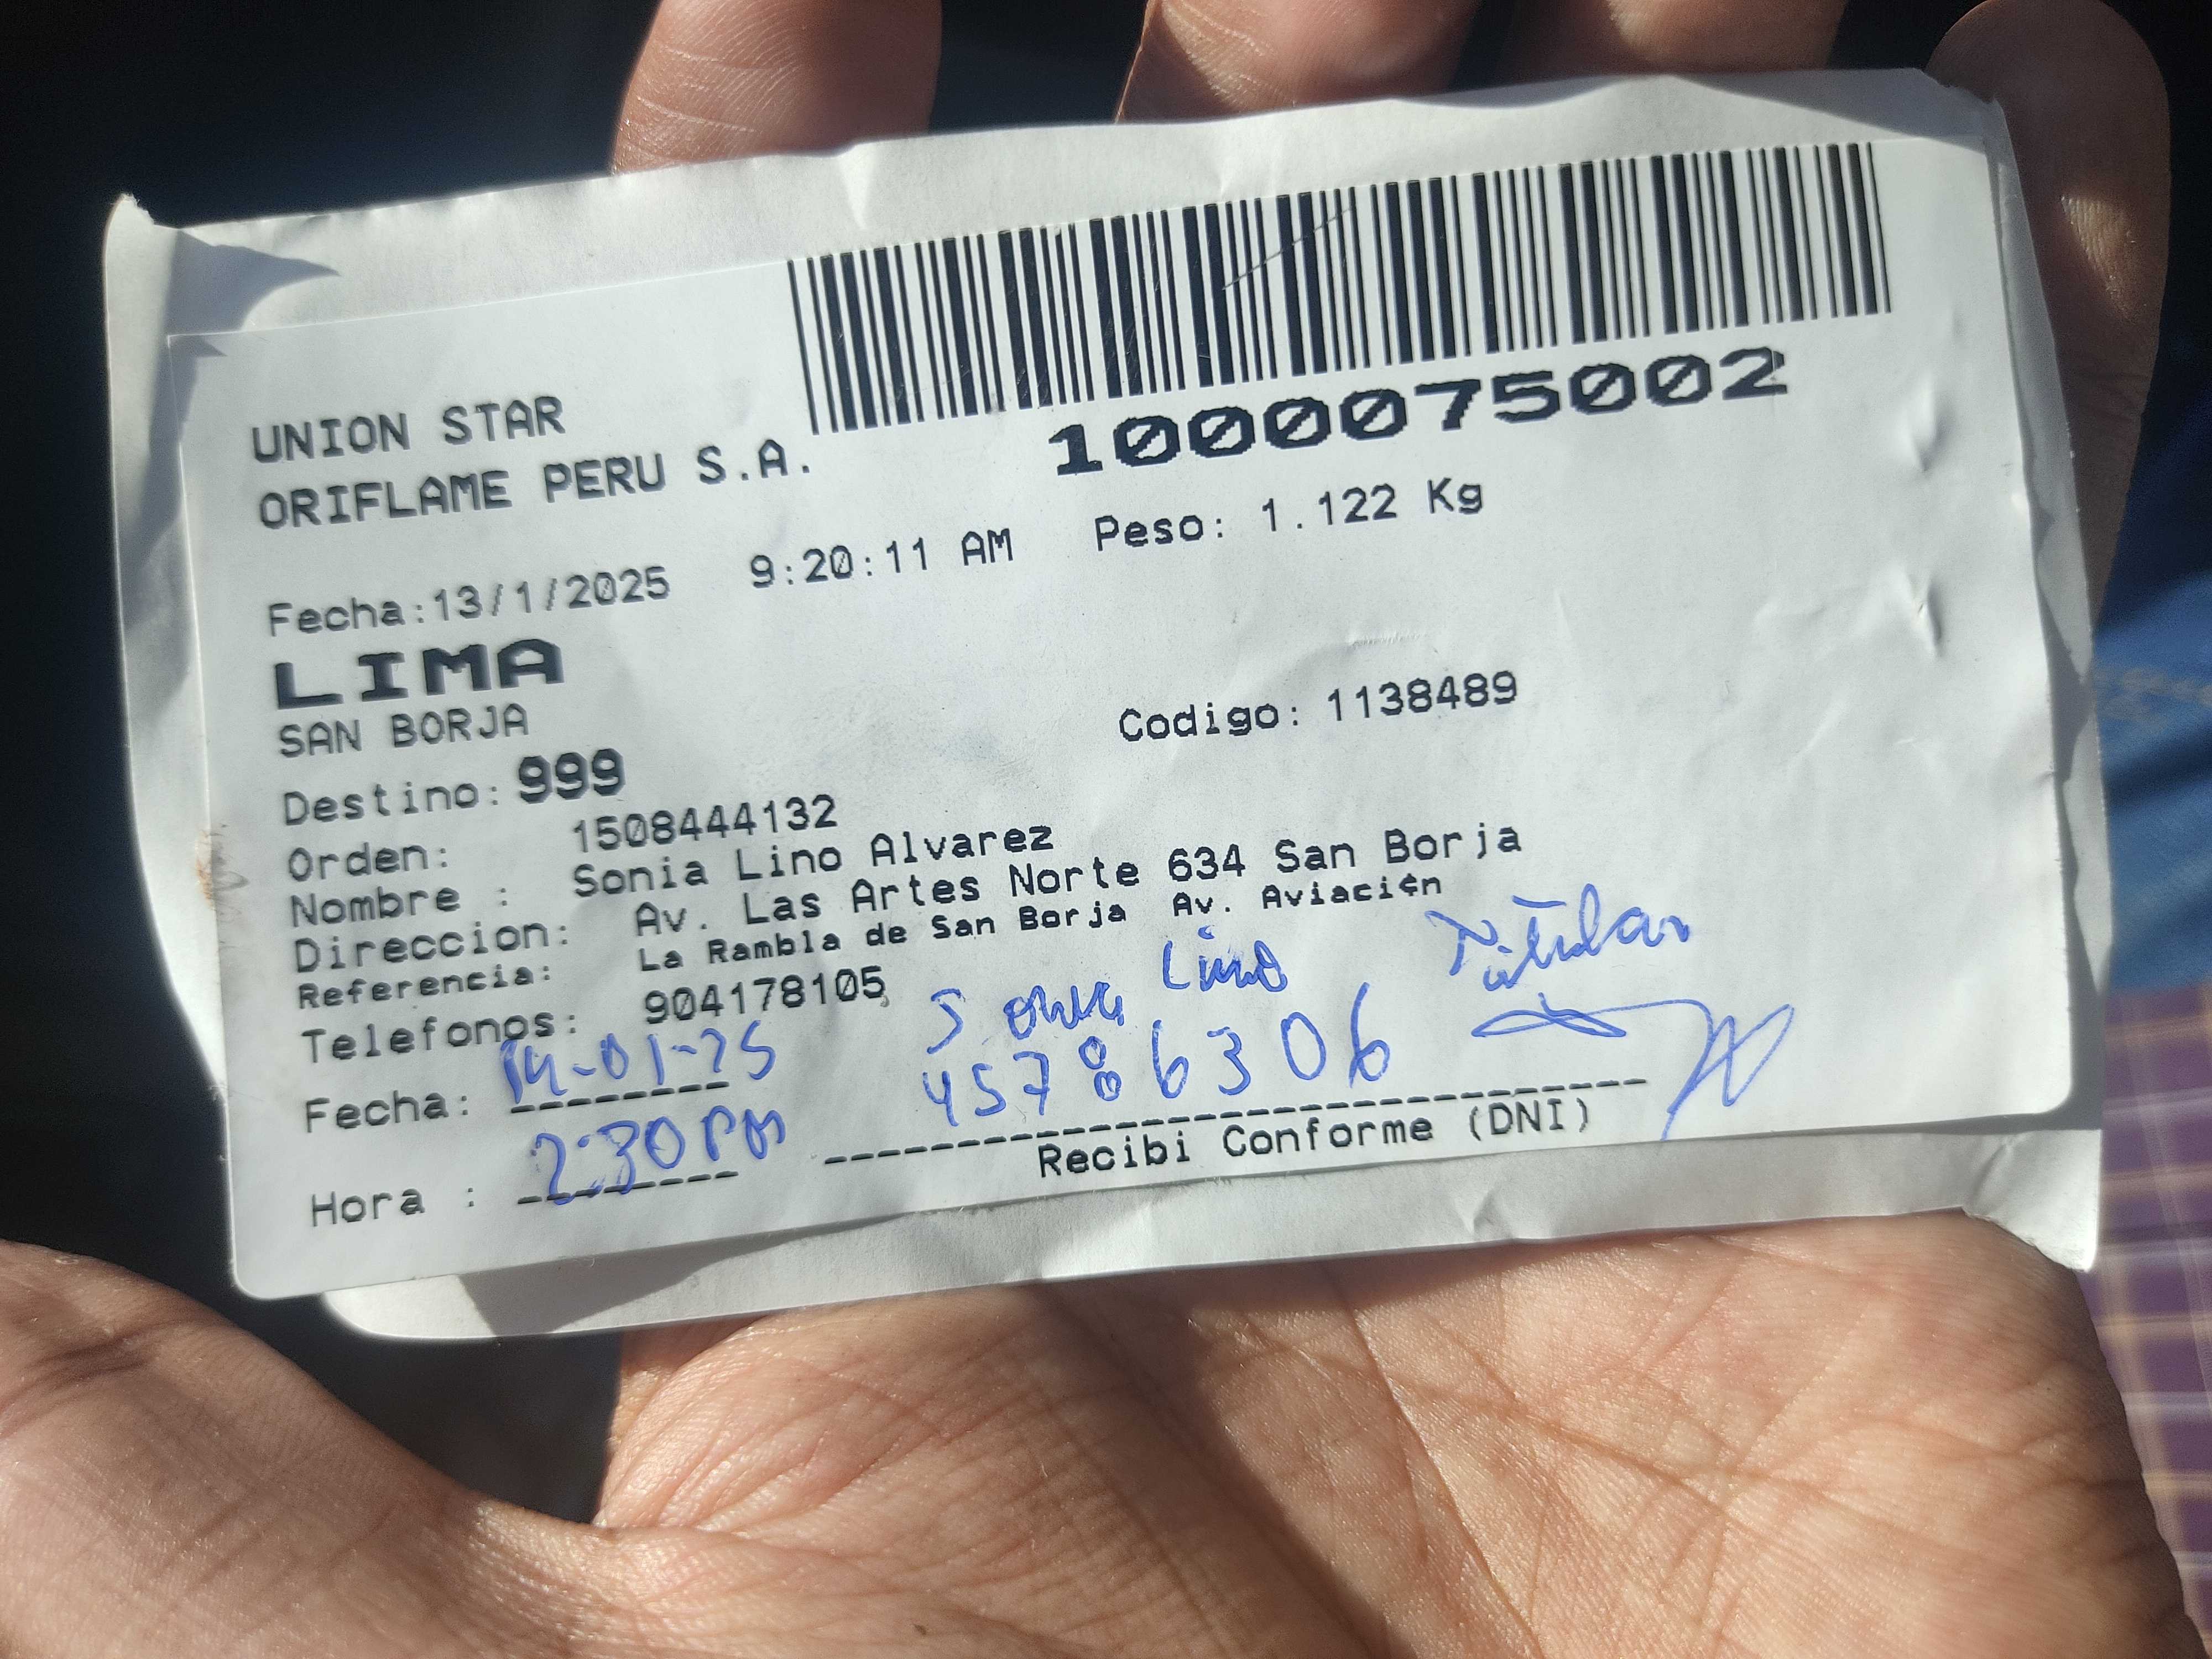 1000075002
UNION STAR
ORIFLAME PERU S.A.
Fecha:13/1/2025 9:20:11 AM Peso: 1.122 Kg
LIMA
SAN BORJA
Codigo: 1138489
Destino: 999
Orden: 1508444132
Nombre : Sonia Lino Alvarez
Direccion: Av. Las Artes Norte 634 San Borja
Referencia: La Rambla de San Borja Av. Aviaci¢n
Telefonos: 904178105
Sonia Lino Titular
Fecha: 14-01-25 45786306
Hora : 2:30 PM
Recibi Conforme (DNI)